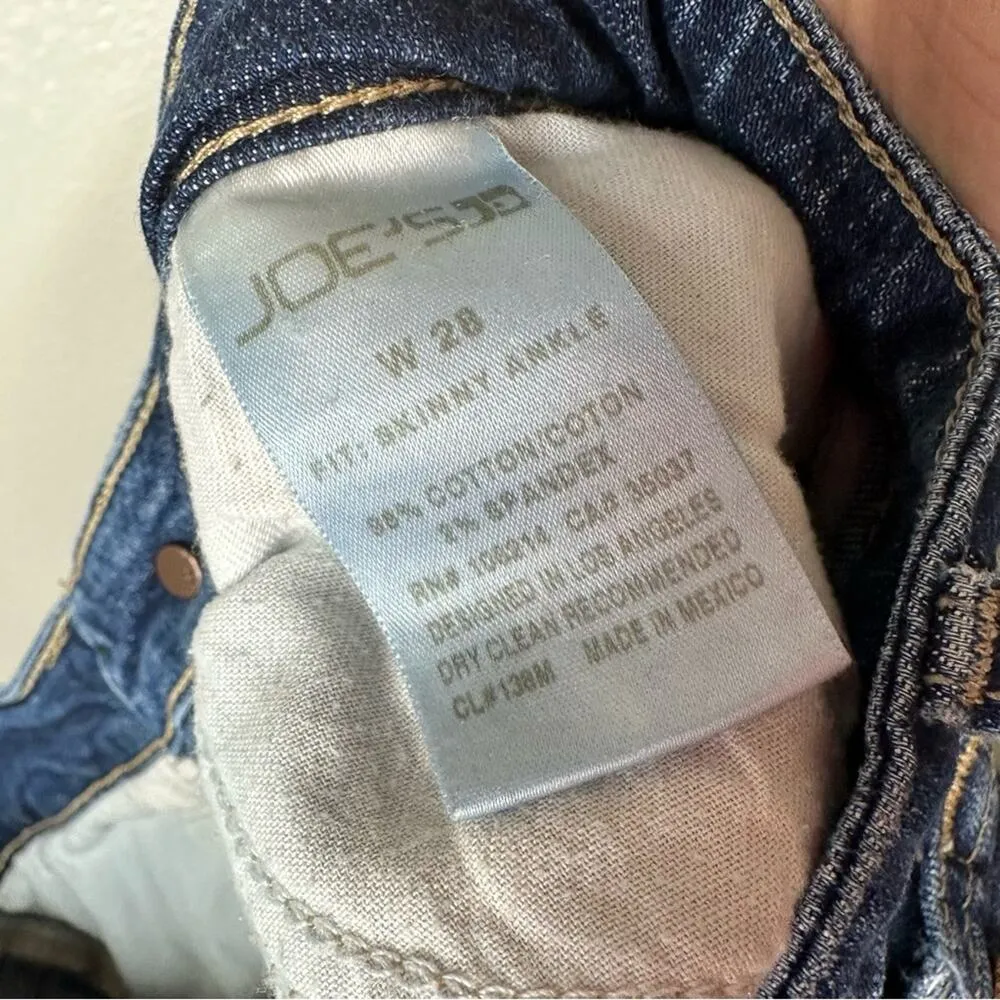 JOE'S
W 28
FIT: SKINNY ANKLE
98% COTTON/COTON
2% SPANDEX
RN# 108214 CA# 35037
DESIGNED IN LOS ANGELES
DRY CLEAN RECOMMENDED
CL#138M MADE IN MEXICO